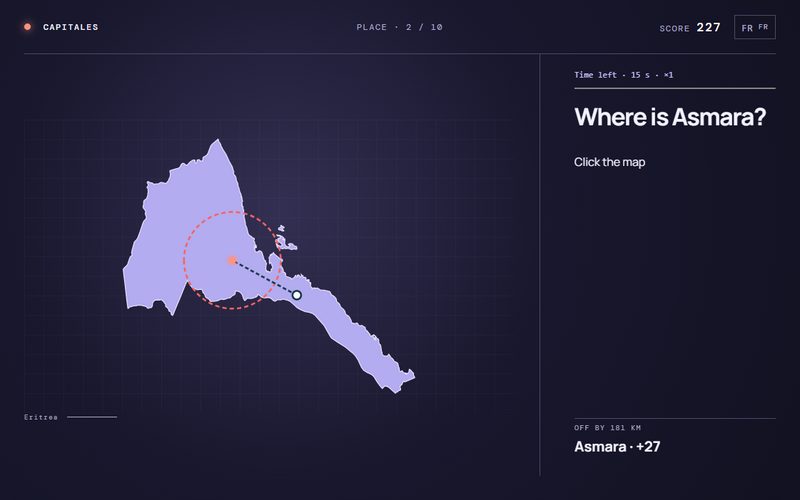 CAPITALES
PLACE · 2 / 10
SCORE 227
FR FR
Time left · 15 s · ×1
Where is Asmara?
Click the map
Eritrea
OFF BY 181 KM
Asmara · +27